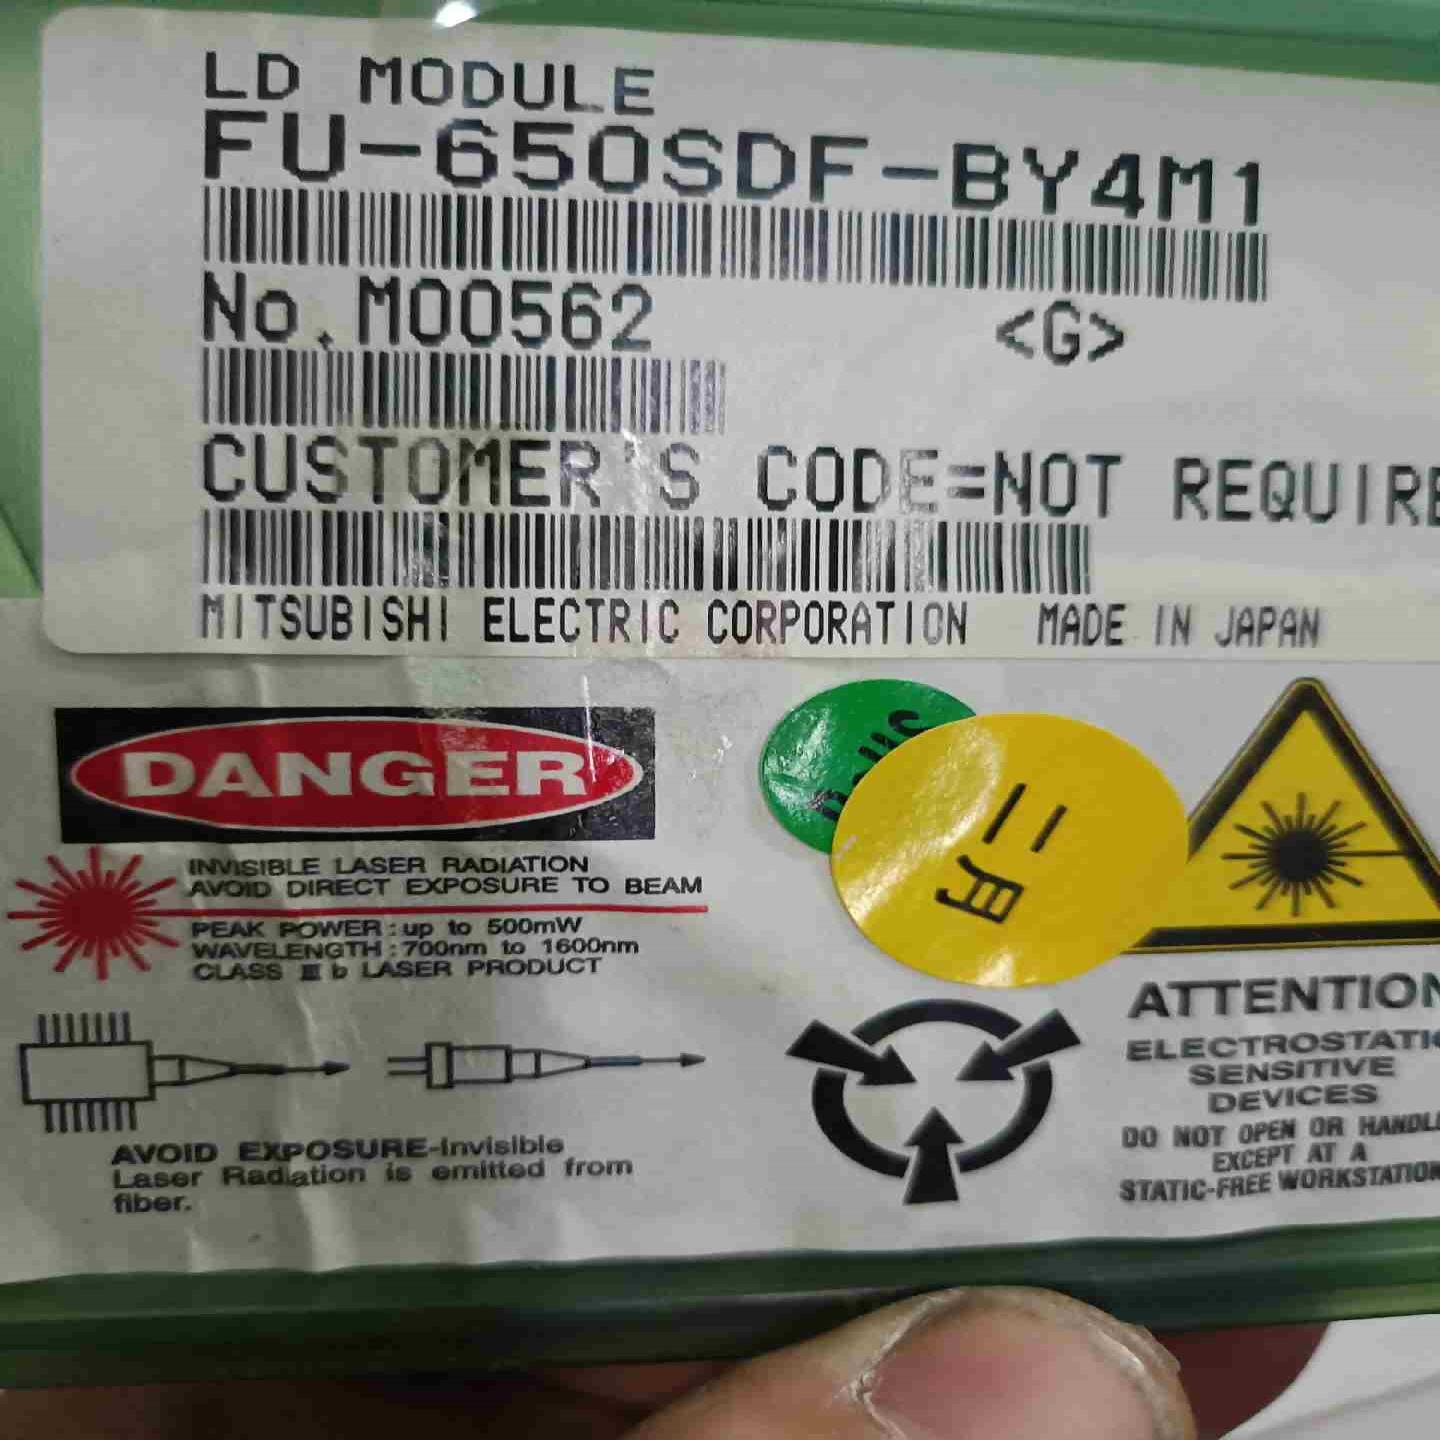 LD MODULE
FU-650SDF-BY4M1
No.M00562 <G>
CUSTOMER'S CODE=NOT REQUIRE
MITSUBISHI ELECTRIC CORPORATION MADE IN JAPAN
DANGER
INVISIBLE LASER RADIATION
AVOID DIRECT EXPOSURE TO BEAM
PEAK POWER : up to 500mW
WAVELENGTH : 700nm to 1600nm
CLASS Ⅲ b LASER PRODUCT
AVOID EXPOSURE-Invisible
Laser Radiation is emitted from
fiber.
RoHS
二月
ATTENTION
ELECTROSTATIC
SENSITIVE
DEVICES
DO NOT OPEN OR HANDLE
EXCEPT AT A
STATIC-FREE WORKSTATION